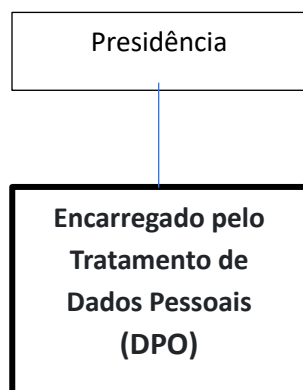 Presidência
Encarregado pelo
Tratamento de
Dados Pessoais
(DPO)